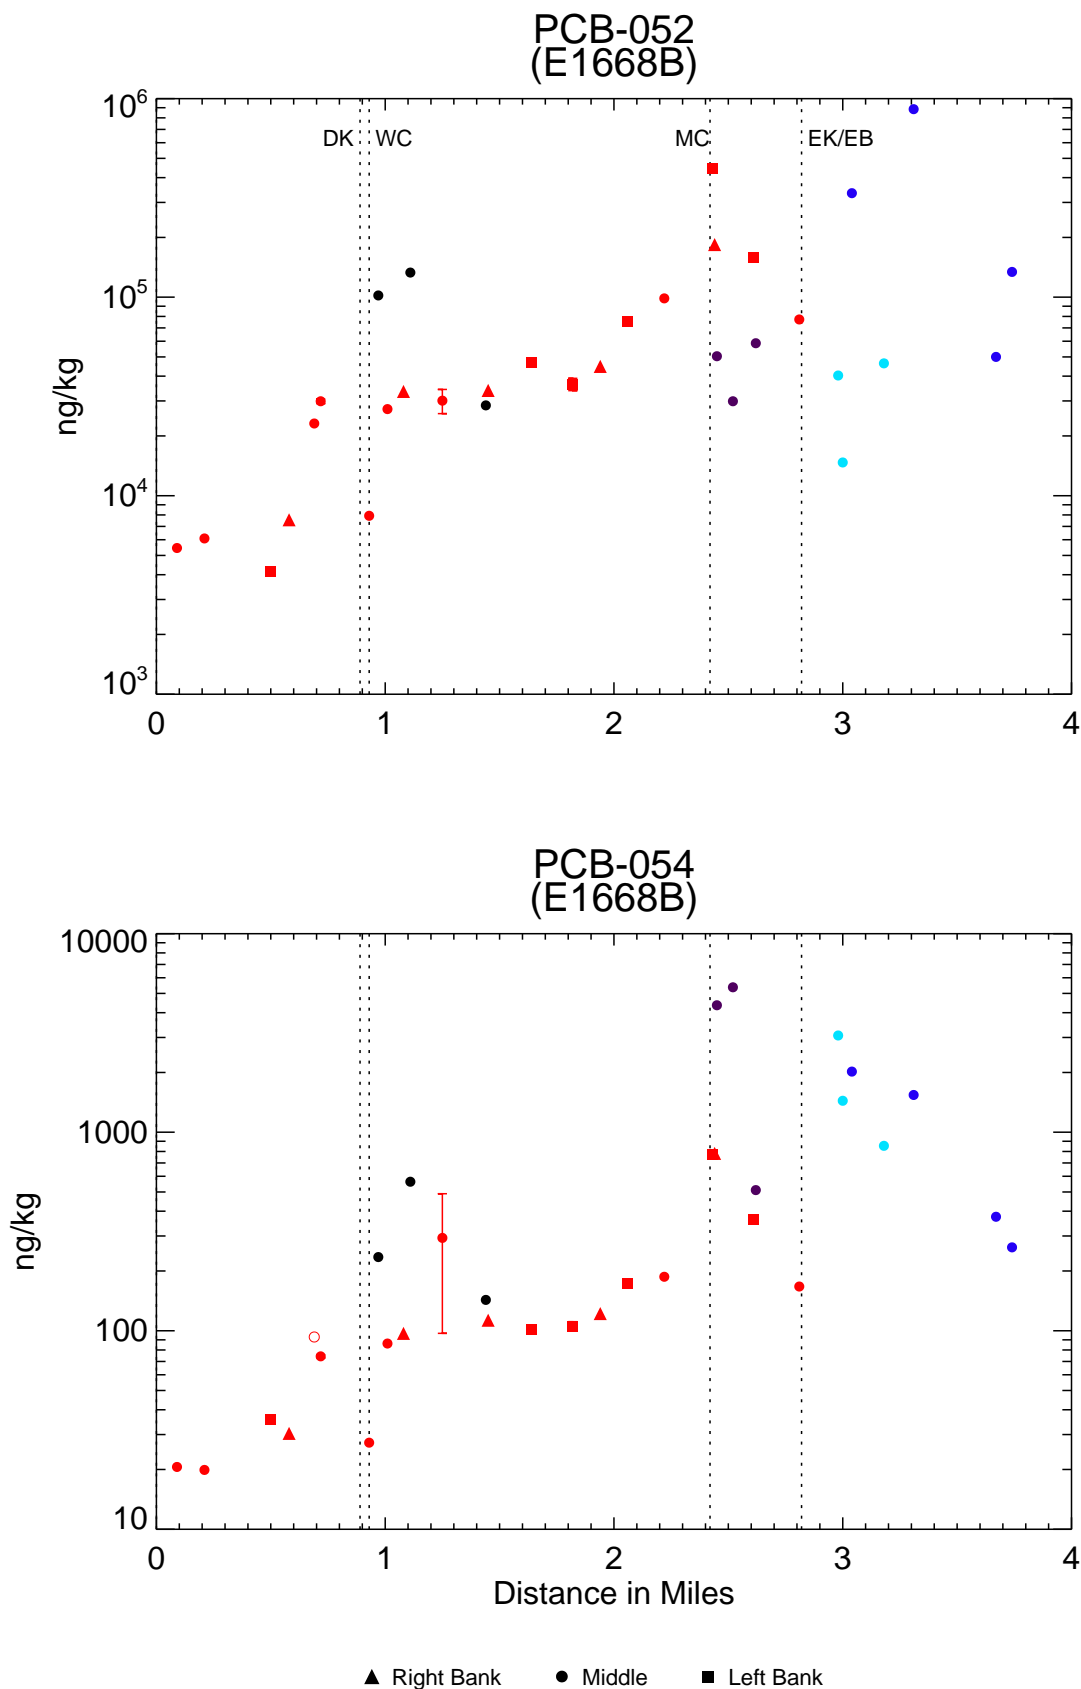 PCB-052
(E1668B)
10^6
DK WC MC EK/EB
10^5
ng/kg
10^4
10^3
0 1 2 3 4
PCB-054
(E1668B)
10000
1000
ng/kg
100
10
0 1 2 3 4
Distance in Miles
Right Bank Middle Left Bank